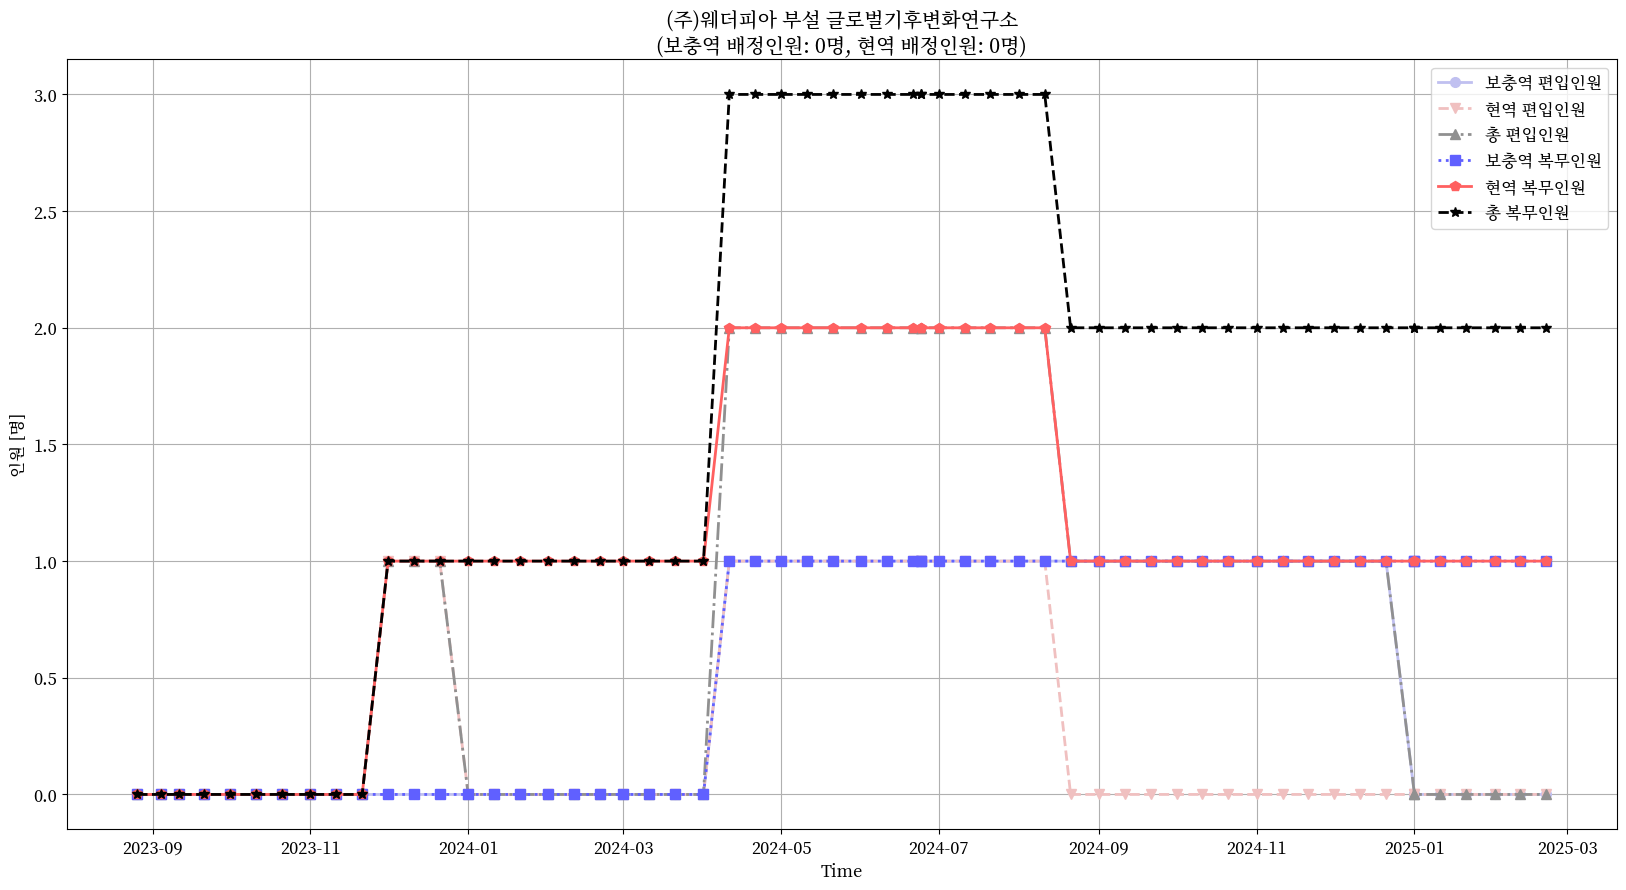 (주)웨더피아 부설 글로벌기후변화연구소
(보충역 배정인원: 0명, 현역 배정인원: 0명)
보충역 편입인원
현역 편입인원
총 편입인원
보충역 복무인원
현역 복무인원
총 복무인원
인원 [명]
3.0
2.5
2.0
1.5
1.0
0.5
0.0
2023-09
2023-11
2024-01
2024-03
2024-05
2024-07
2024-09
2024-11
2025-01
2025-03
Time